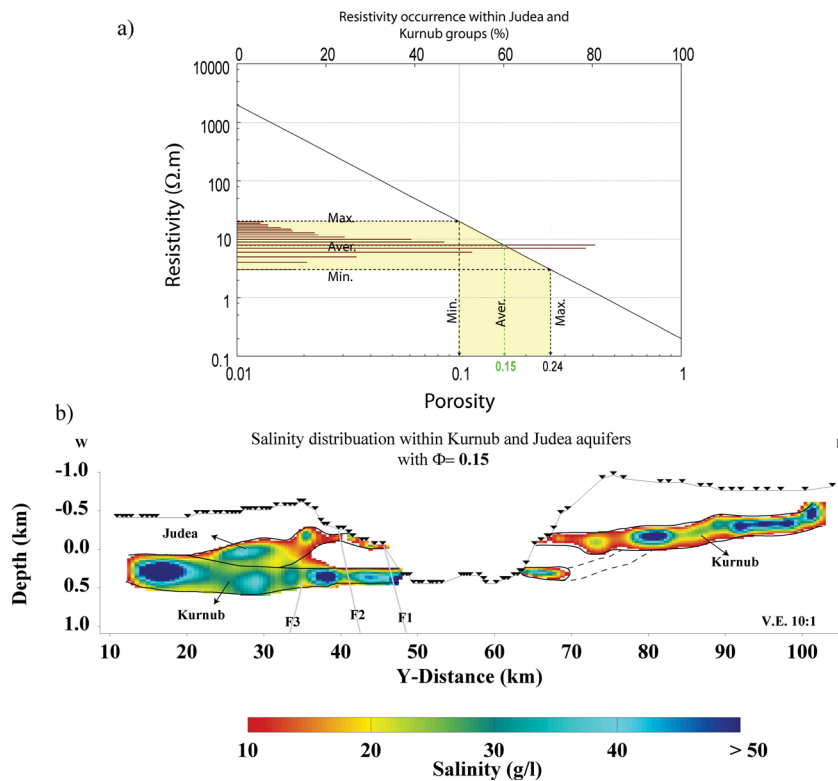 a)
Resistivity occurrence within Judea and
Kurnub groups (%)
0 20 40 60 80 100
10000
1000
100
10
1
0.1
Resistivity (Ω.m)
Max.
Aver.
Min.
Min.
Aver.
Max.
0.15
0.24
0.01 0.1 1
Porosity
b)
W
Salinity distribuation within Kurnub and Judea aquifers
with Φ= 0.15
-1.0
-0.5
0.0
0.5
1.0
Depth (km)
Judea
Kurnub
Kurnub
F3
F2
F1
V.E. 10:1
10 20 30 40 50 60 70 80 90 100
Y-Distance (km)
10 20 30 40 > 50
Salinity (g/l)